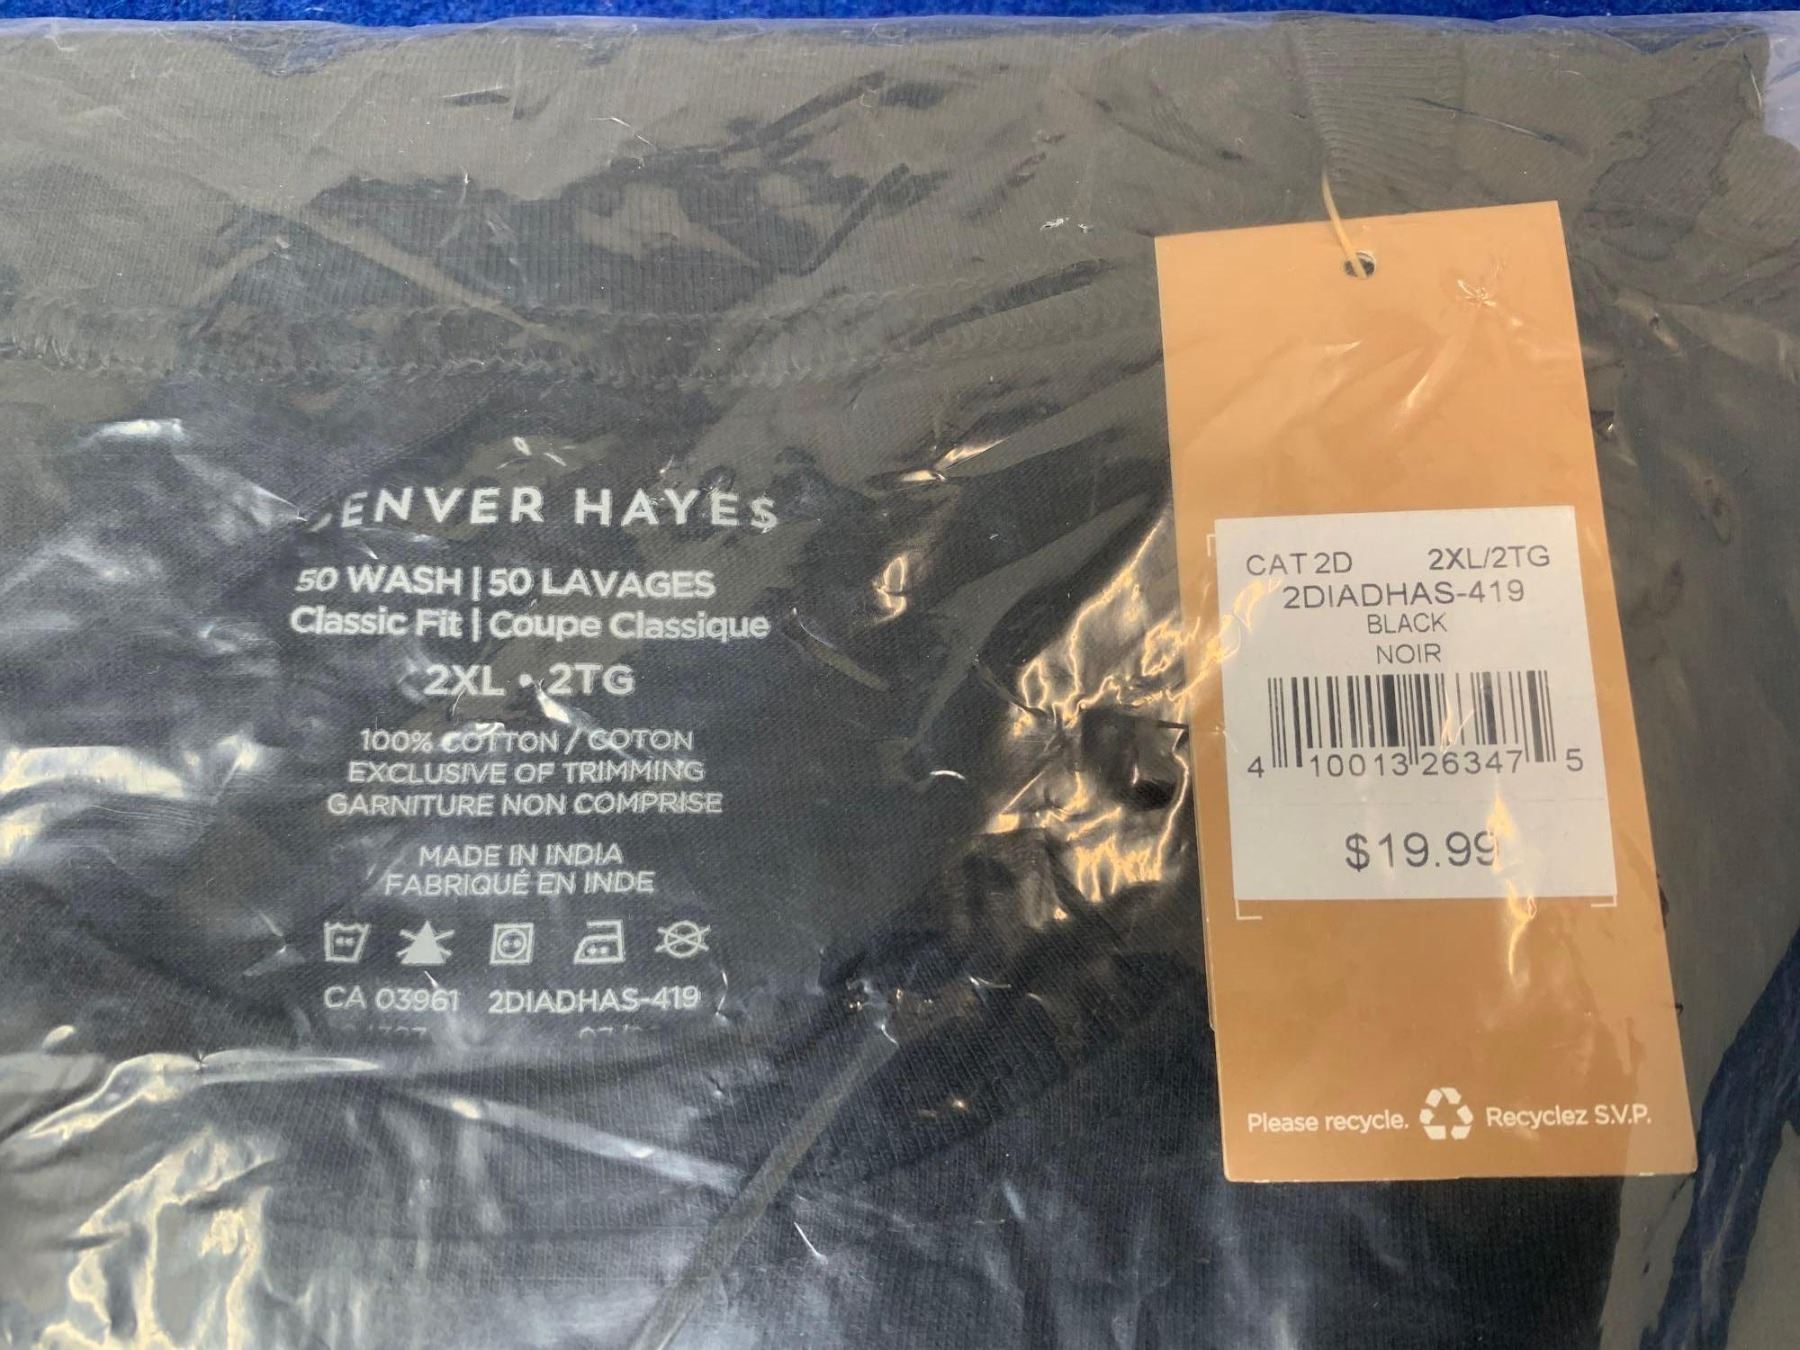 ENVER HAYES
50 WASH | 50 LAVAGES
Classic Fit | Coupe Classique
2XL • 2TG
100% COTTON / COTON
EXCLUSIVE OF TRIMMING
GARNITURE NON COMPRISE
MADE IN INDIA
FABRIQUÉ EN INDE
CA 03961 2DIADHAS-419
CAT 2D 2XL/2TG
2DIADHAS-419
BLACK
NOIR
4 10013 26347 5
$19.99
Please recycle. Recyclez S.V.P.